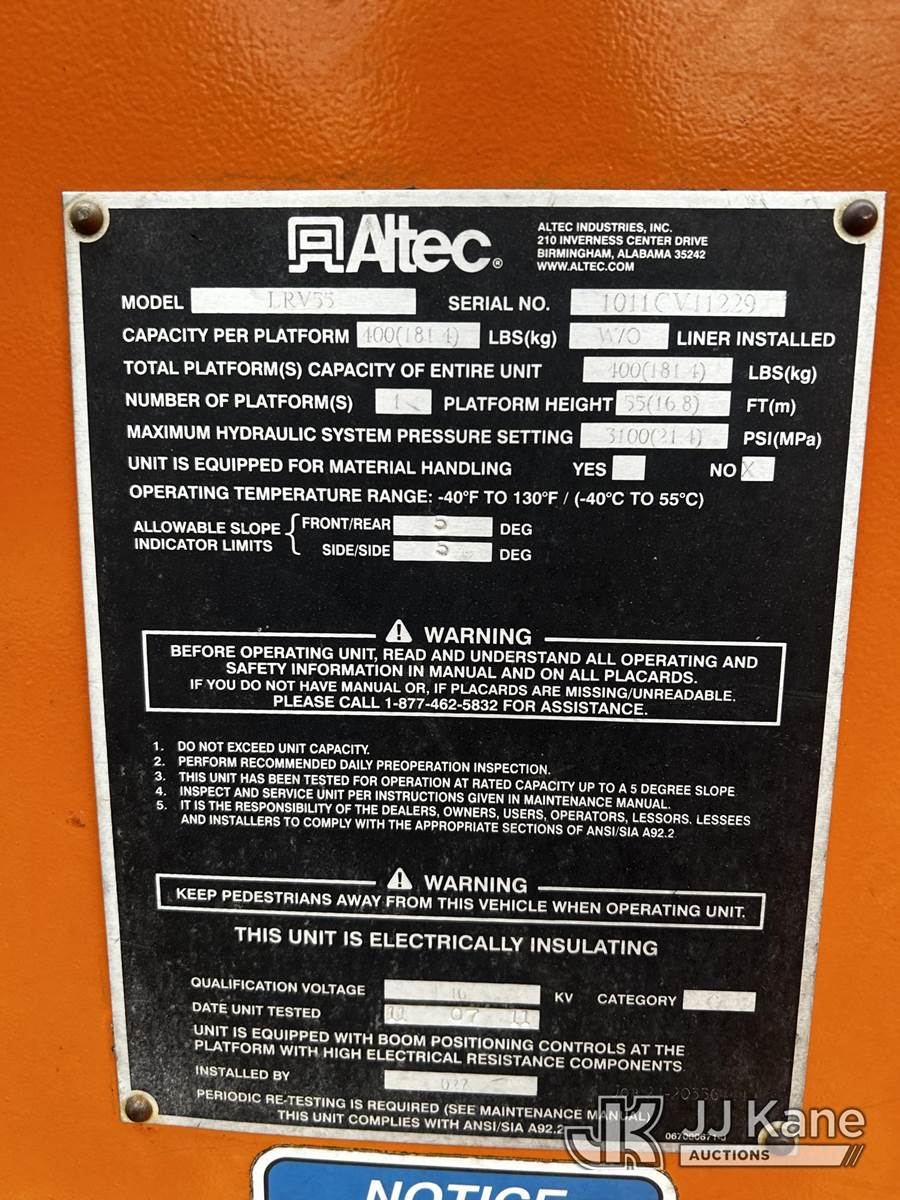 Altec®
ALTEC INDUSTRIES, INC.
210 INVERNESS CENTER DRIVE
BIRMINGHAM, ALABAMA 35242
WWW.ALTEC.COM
MODEL LRV55 SERIAL NO. 1011CV11229
CAPACITY PER PLATFORM 400(181.4) LBS(kg) W/O LINER INSTALLED
TOTAL PLATFORM(S) CAPACITY OF ENTIRE UNIT 400(181.4) LBS(kg)
NUMBER OF PLATFORM(S) 1 PLATFORM HEIGHT 55(16.8) FT(m)
MAXIMUM HYDRAULIC SYSTEM PRESSURE SETTING 3100(21.4) PSI(MPa)
UNIT IS EQUIPPED FOR MATERIAL HANDLING YES NO X
OPERATING TEMPERATURE RANGE: -40°F TO 130°F / (-40°C TO 55°C)
ALLOWABLE SLOPE INDICATOR LIMITS
FRONT/REAR 5 DEG
SIDE/SIDE 5 DEG
WARNING
BEFORE OPERATING UNIT, READ AND UNDERSTAND ALL OPERATING AND
SAFETY INFORMATION IN MANUAL AND ON ALL PLACARDS.
IF YOU DO NOT HAVE MANUAL OR, IF PLACARDS ARE MISSING/UNREADABLE.
PLEASE CALL 1-877-462-5832 FOR ASSISTANCE.
1. DO NOT EXCEED UNIT CAPACITY.
2. PERFORM RECOMMENDED DAILY PREOPERATION INSPECTION.
3. THIS UNIT HAS BEEN TESTED FOR OPERATION AT RATED CAPACITY UP TO A 5 DEGREE SLOPE
4. INSPECT AND SERVICE UNIT PER INSTRUCTIONS GIVEN IN MAINTENANCE MANUAL.
5. IT IS THE RESPONSIBILITY OF THE DEALERS, OWNERS, USERS, OPERATORS, LESSORS. LESSEES
AND INSTALLERS TO COMPLY WITH THE APPROPRIATE SECTIONS OF ANSI/SIA A92.2
WARNING
KEEP PEDESTRIANS AWAY FROM THIS VEHICLE WHEN OPERATING UNIT.
THIS UNIT IS ELECTRICALLY INSULATING
QUALIFICATION VOLTAGE KV CATEGORY C
DATE UNIT TESTED 11 07 11
UNIT IS EQUIPPED WITH BOOM POSITIONING CONTROLS AT THE
PLATFORM WITH HIGH ELECTRICAL RESISTANCE COMPONENTS
INSTALLED BY
PERIODIC RE-TESTING IS REQUIRED (SEE MAINTENANCE MANUAL)
THIS UNIT COMPLIES WITH ANSI/SIA A92.2
JK JJ Kane
AUCTIONS
NOTICE